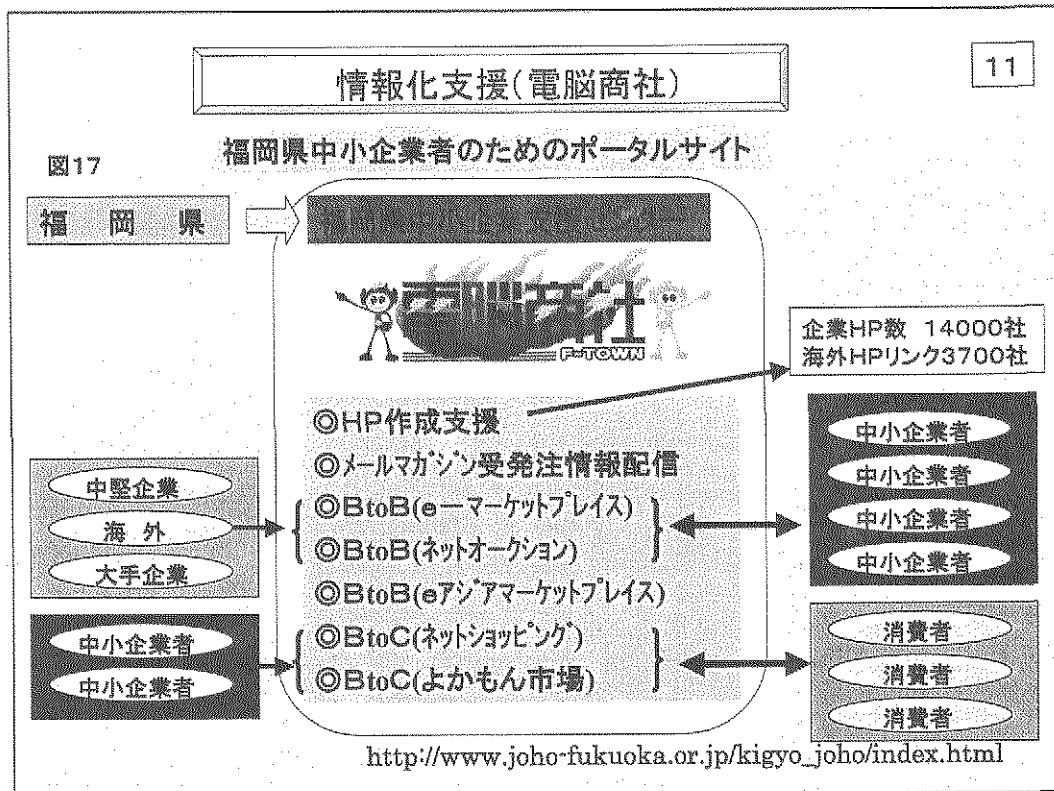 11
情報化支援(電脳商社)
福岡県中小企業者のためのポータルサイト
図17
福 岡 県
電脳商社
F-TOWN
企業HP数 14000社
海外HPリンク3700社
◎HP作成支援
◎メールマガジン受発注情報配信
◎BtoB(e-マーケットプレイス)
◎BtoB(ネットオークション)
◎BtoB(eアジアマーケットプレイス)
◎BtoC(ネットショッピング)
◎BtoC(よかもん市場)
中堅企業
海 外
大手企業
中小企業者
中小企業者
中小企業者
中小企業者
中小企業者
中小企業者
消費者
消費者
消費者
http://www.joho-fukuoka.or.jp/kigyo_joho/index.html